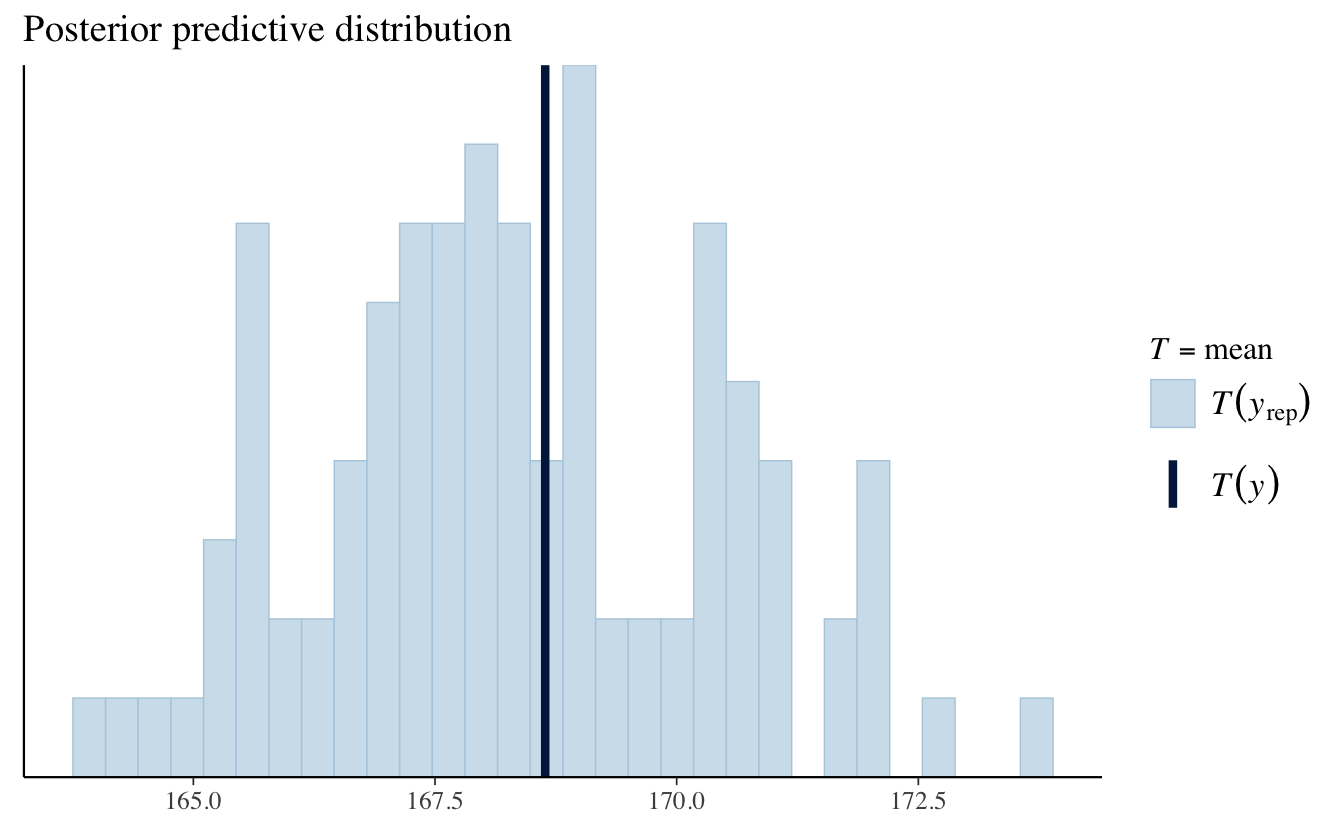 Posterior predictive distribution
T = mean
T(yrep)
T(y)
165.0 167.5 170.0 172.5